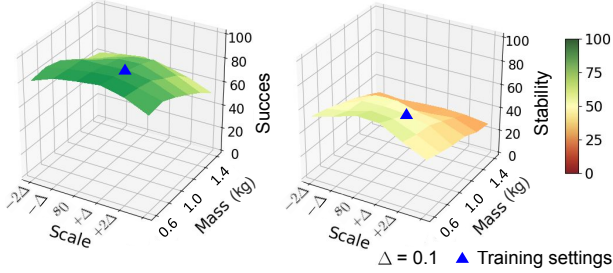 100
80
60
40
20
0
Succes
−2Δ
−Δ
s₀
+Δ
+2Δ
Scale
0.6
1.0
1.4
Mass (kg)
100
80
60
40
20
0
Stability
−2Δ
−Δ
s₀
+Δ
+2Δ
Scale
0.6
1.0
1.4
Mass (kg)
100
75
50
25
0
Δ = 0.1 Training settings